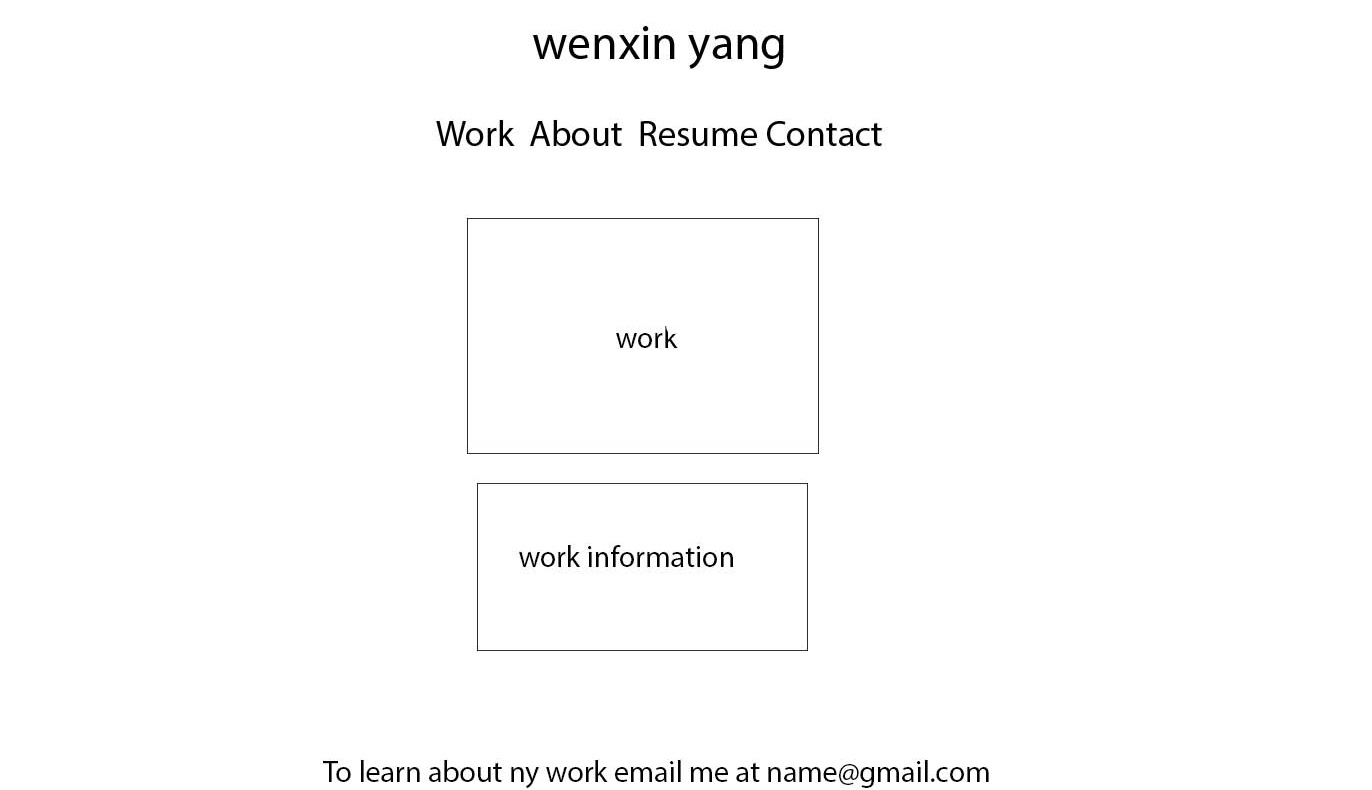 wenxin yang
Work About Resume Contact
work
work information
To learn about ny work email me at name@gmail.com